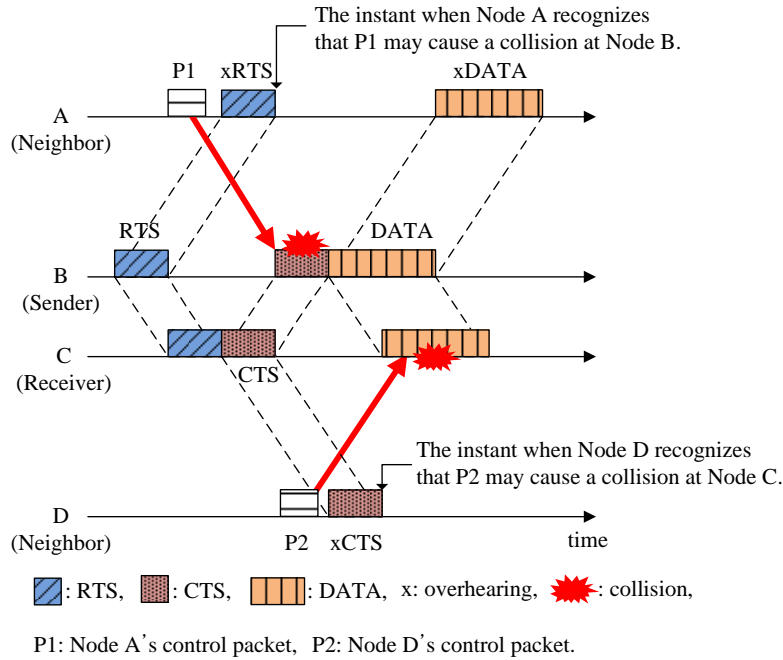 The instant when Node A recognizes
that P1 may cause a collision at Node B.
P1
xRTS
xDATA
A
(Neighbor)
RTS
DATA
B
(Sender)
C
(Receiver)
CTS
The instant when Node D recognizes
that P2 may cause a collision at Node C.
D
(Neighbor)
P2
xCTS
time
: RTS, : CTS, : DATA, x: overhearing, : collision,
P1: Node A's control packet, P2: Node D's control packet.